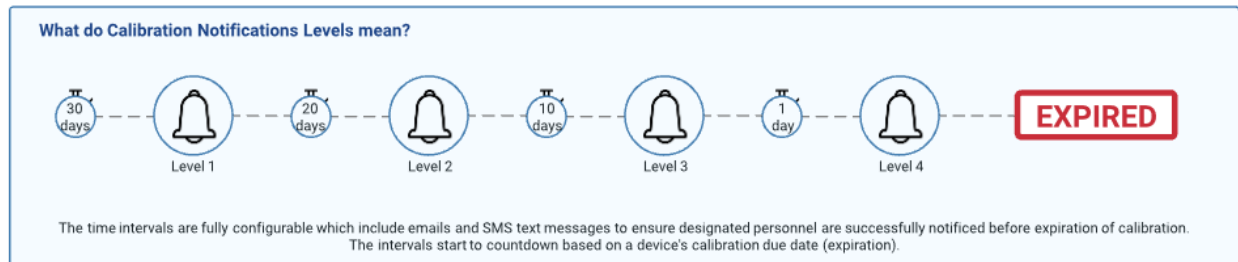 What do Calibration Notifications Levels mean?
30
days
20
days
10
days
1
day
EXPIRED
Level 1
Level 2
Level 3
Level 4
The time intervals are fully configurable which include emails and SMS text messages to ensure designated personnel are successfully notificed before expiration of calibration.
The intervals start to countdown based on a device's calibration due date (expiration).